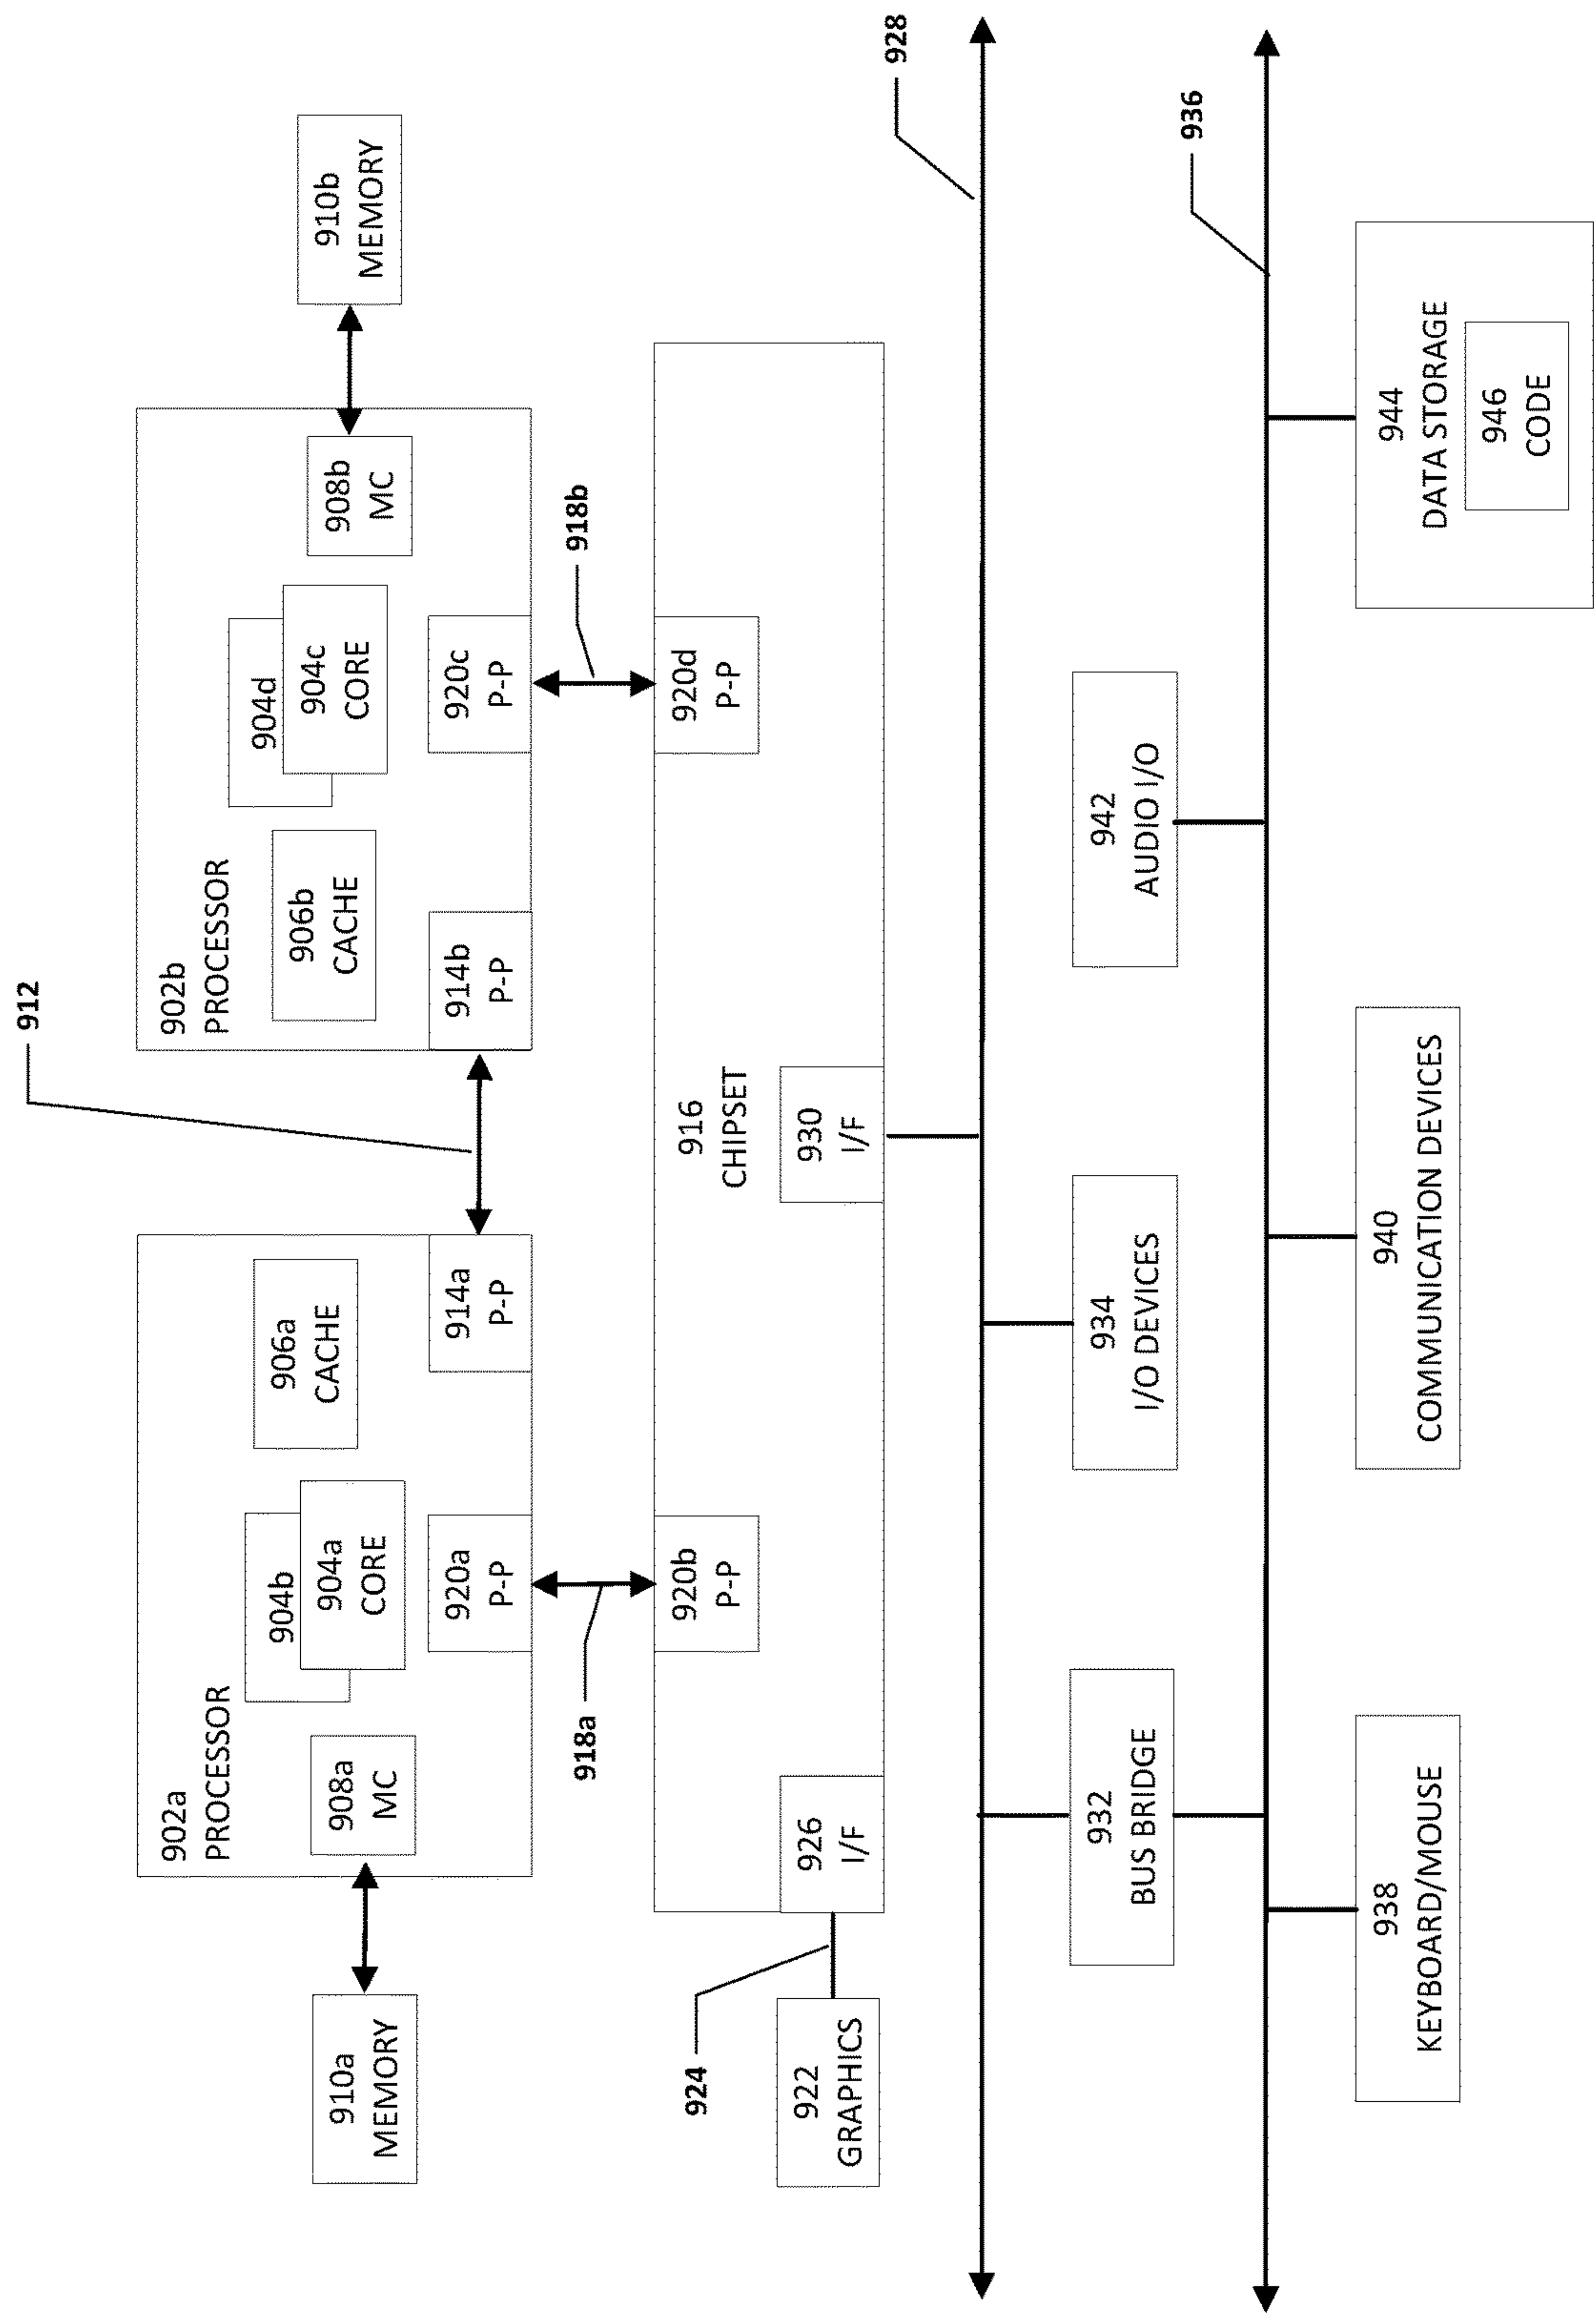 912
902a
PROCESSOR
908a
MC
904b
904a
CORE
906a
CACHE
920a
P-P
914a
P-P
910a
MEMORY
902b
PROCESSOR
906b
CACHE
904d
904c
CORE
908b
MC
914b
P-P
920c
P-P
910b
MEMORY
918a
918b
920b
P-P
916
CHIPSET
920d
P-P
924
922
GRAPHICS
926
I/F
930
I/F
928
932
BUS BRIDGE
934
I/O DEVICES
942
AUDIO I/O
936
938
KEYBOARD/MOUSE
940
COMMUNICATION DEVICES
944
DATA STORAGE
946
CODE